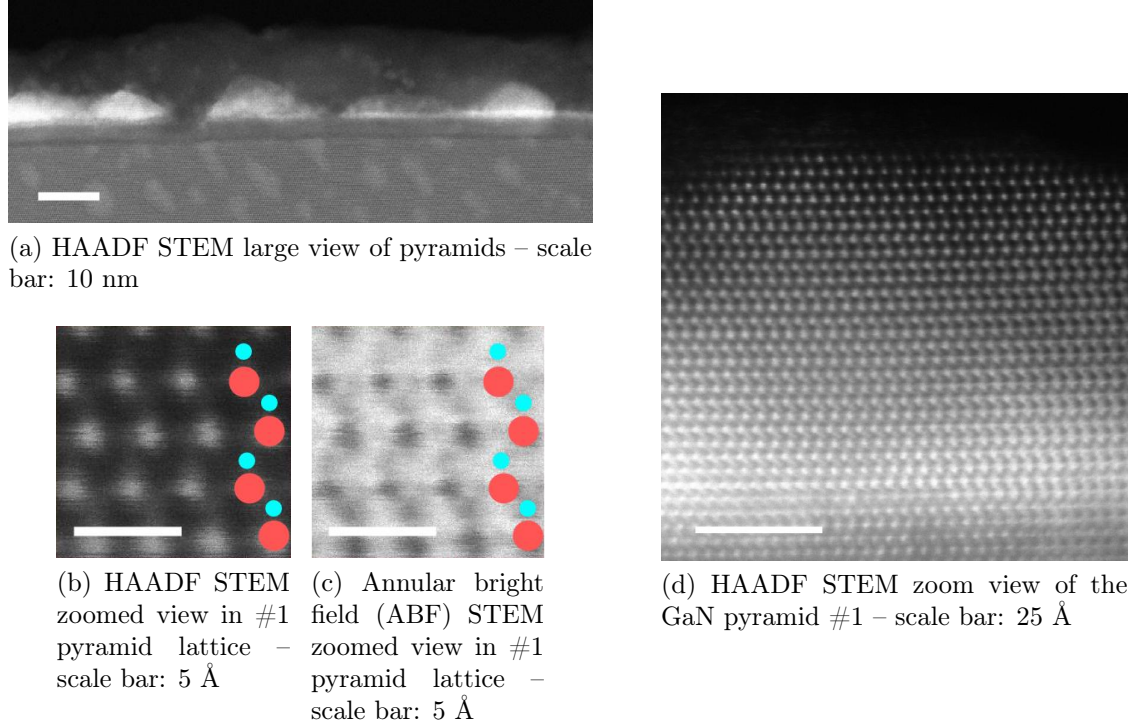 (a) HAADF STEM large view of pyramids – scale
bar: 10 nm
(b) HAADF STEM
zoomed view in #1
pyramid lattice –
scale bar: 5 Å
(c) Annular bright
field (ABF) STEM
zoomed view in #1
pyramid lattice –
scale bar: 5 Å
(d) HAADF STEM zoom view of the
GaN pyramid #1 – scale bar: 25 Å